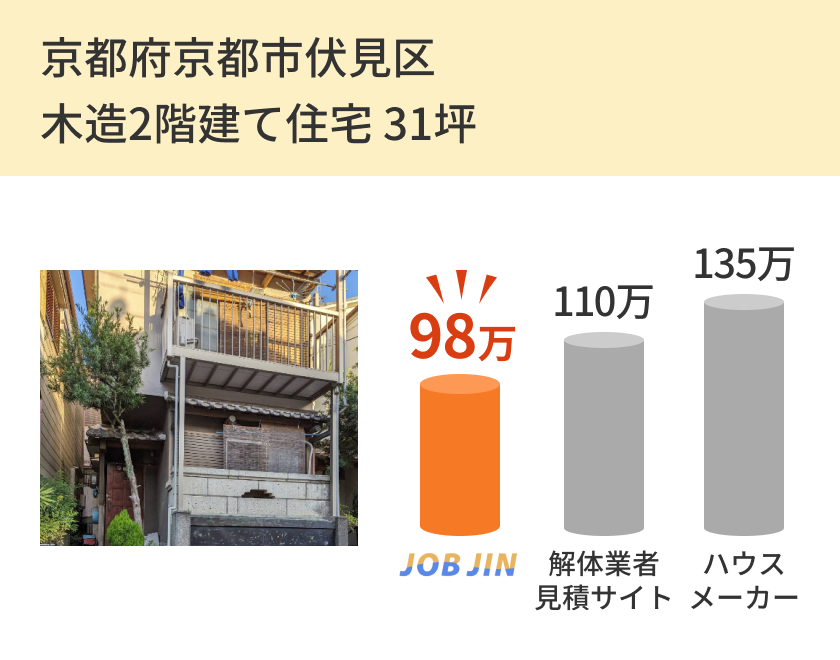 京都府京都市伏見区
木造2階建て住宅 31坪
98万
110万
135万
JOB JIN
解体業者
見積サイト
ハウス
メーカー